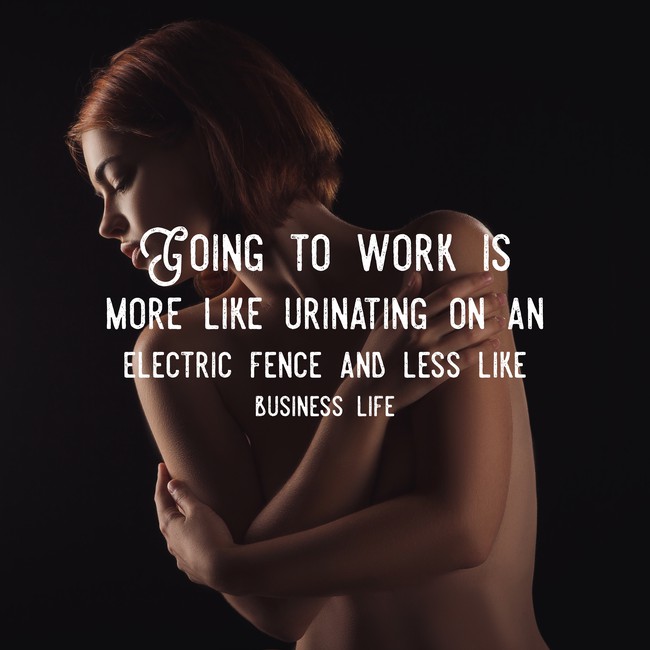 Going to work is
more like urinating on an
electric fence and less like
business life